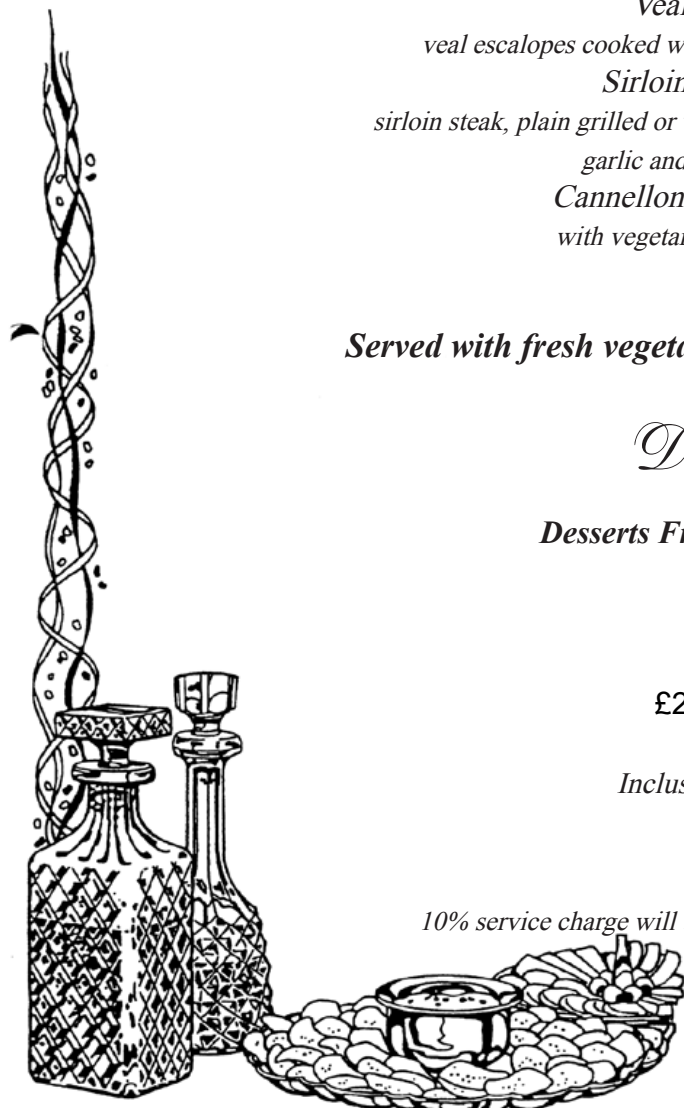 Veal
veal escalopes cooked w
Sirloin
sirloin steak, plain grilled or
garlic and
Cannellon
with vegetar
Served with fresh vegeta
D
Desserts Fr
£2
Inclus
10% service charge will